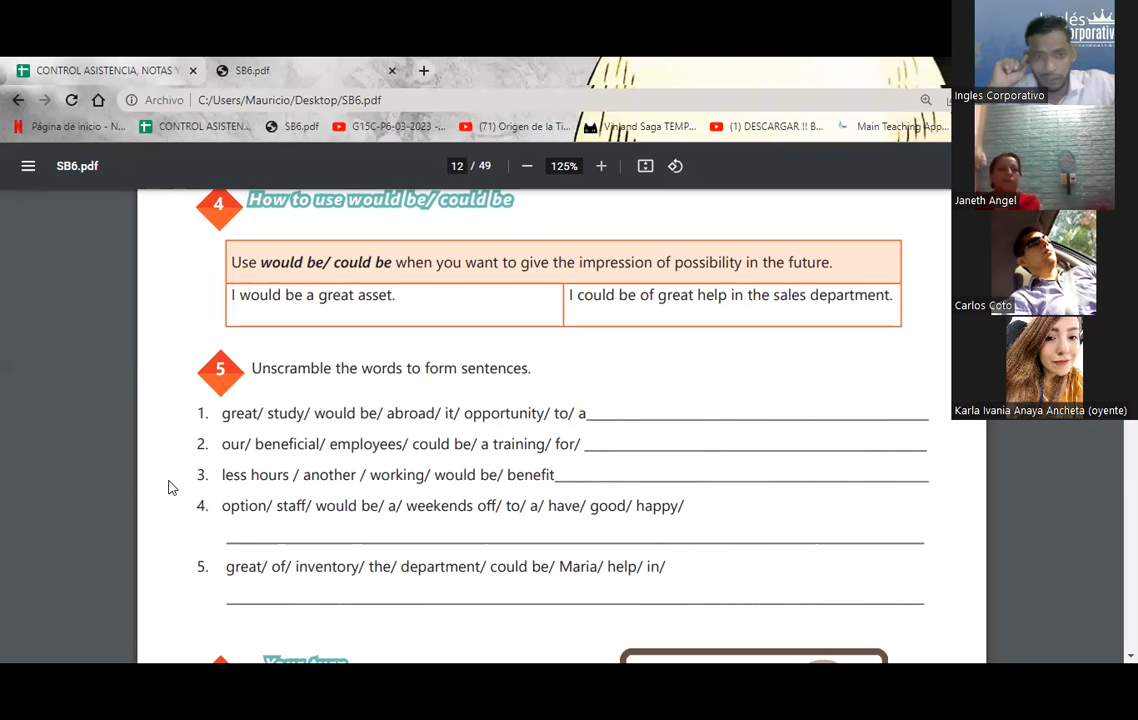 Inglés
Corporativo
CONTROL ASISTENCIA, NOTAS Y
SB6.pdf
Archivo
C:/Users/Mauricio/Desktop/SB6.pdf
Ingles Corporativo
Página de inicio - N...
CONTROL ASISTEN...
SB6.pdf
G15C-P6-03-2023 -...
(71) Origen de la Ti...
Vinland Saga TEMP...
(1) DESCARGAR !! B...
Main Teaching App...
SB6.pdf
12 / 49
125%
Janeth Angel
4
How to use would be/ could be
Use would be/ could be when you want to give the impression of possibility in the future.
I would be a great asset.
I could be of great help in the sales department.
Carlos Coto
5
Unscramble the words to form sentences.
Karla Ivania Anaya Ancheta (oyente)
1. great/ study/ would be/ abroad/ it/ opportunity/ to/ a
2. our/ beneficial/ employees/ could be/ a training/ for/
3. less hours / another / working/ would be/ benefit
4. option/ staff/ would be/ a/ weekends off/ to/ a/ have/ good/ happy/
5. great/ of/ inventory/ the/ department/ could be/ Maria/ help/ in/
Your turn